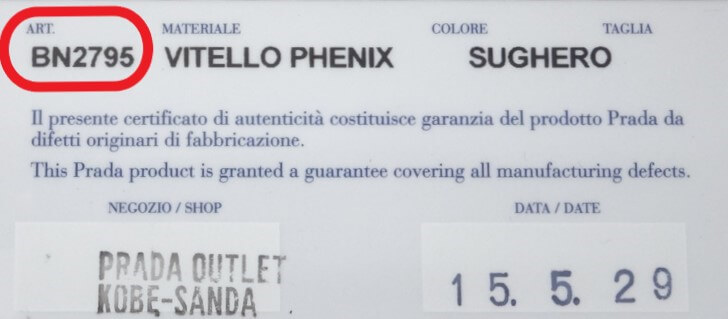 ART. MATERIALE COLORE TAGLIA
BN2795 VITELLO PHENIX SUGHERO
Il presente certificato di autenticità costituisce garanzia del prodotto Prada da
difetti originari di fabbricazione.
This Prada product is granted a guarantee covering all manufacturing defects.
NEGOZIO / SHOP DATA / DATE
PRADA OUTLET
KOBE-SANDA
15. 5. 29